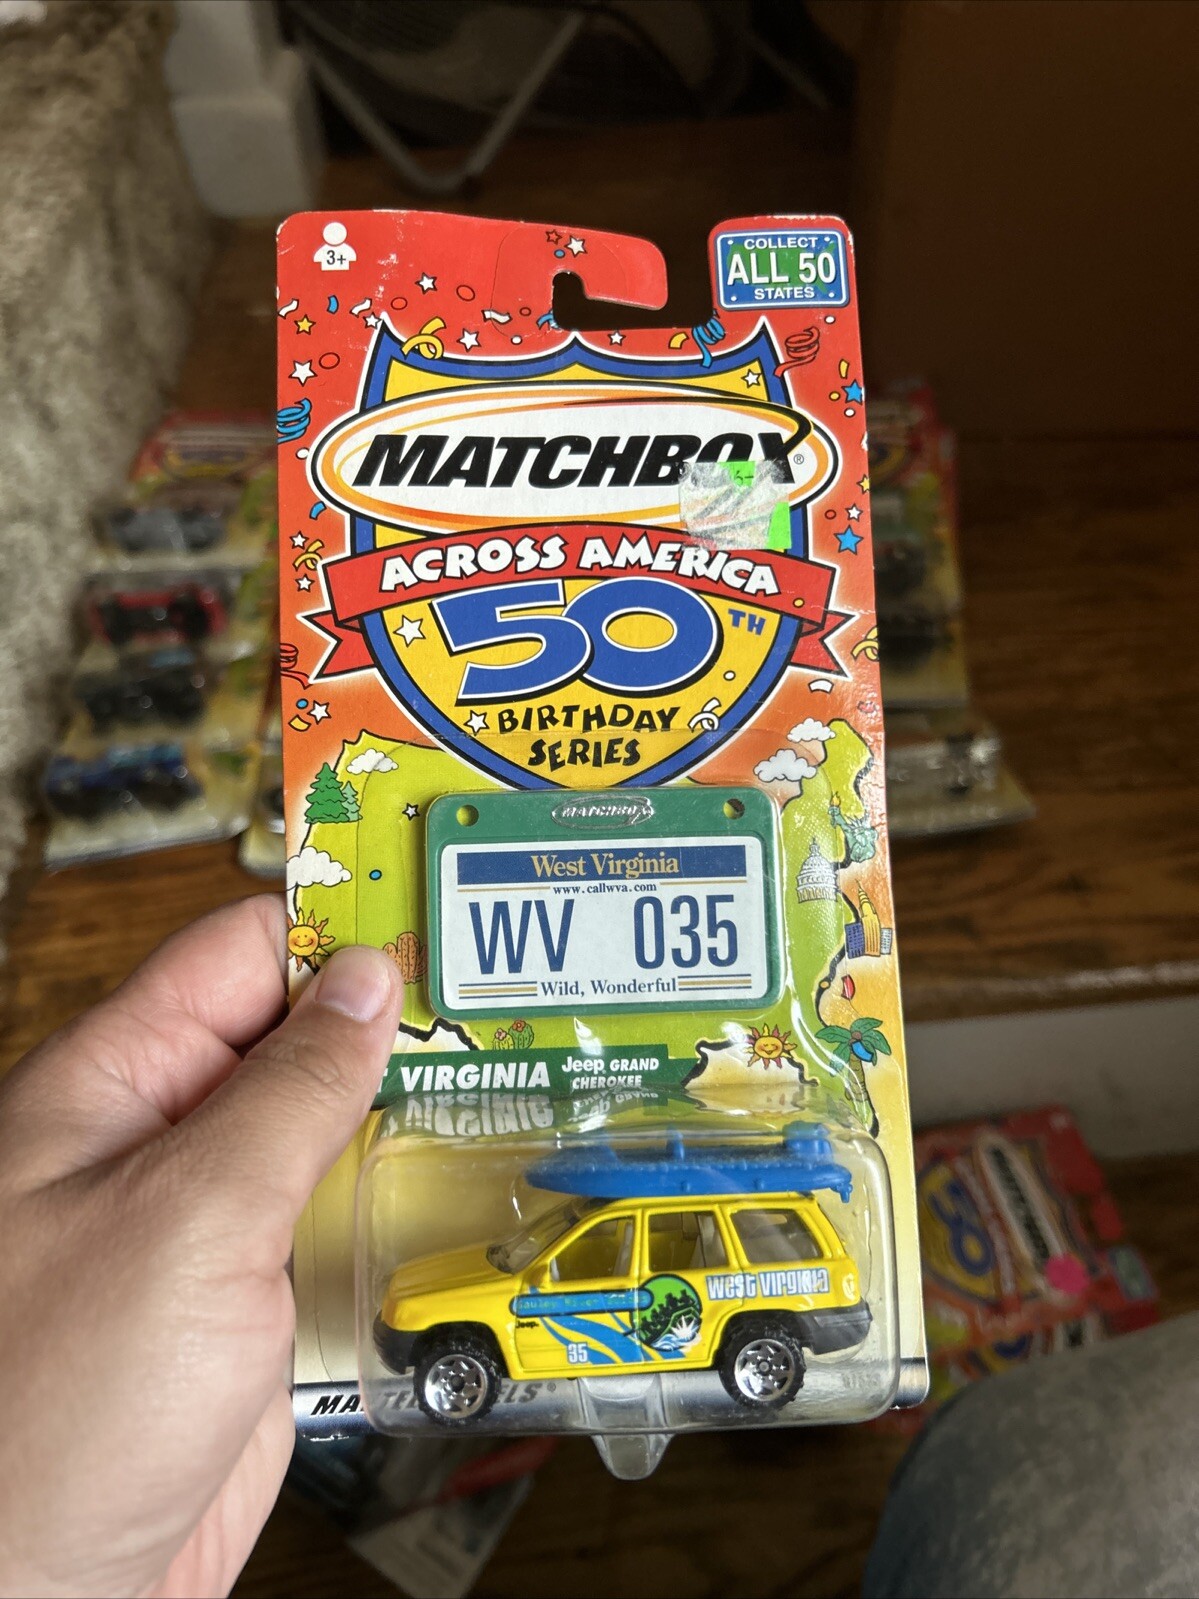 3+
COLLECT
ALL 50
STATES
MATCHBOX®
ACROSS AMERICA
50TH
BIRTHDAY
SERIES
MATCHBOX
West Virginia
www.callwva.com
WV 035
Wild, Wonderful
VIRGINIA Jeep GRAND
CHEROKEE
West Virginia
Jeep
35